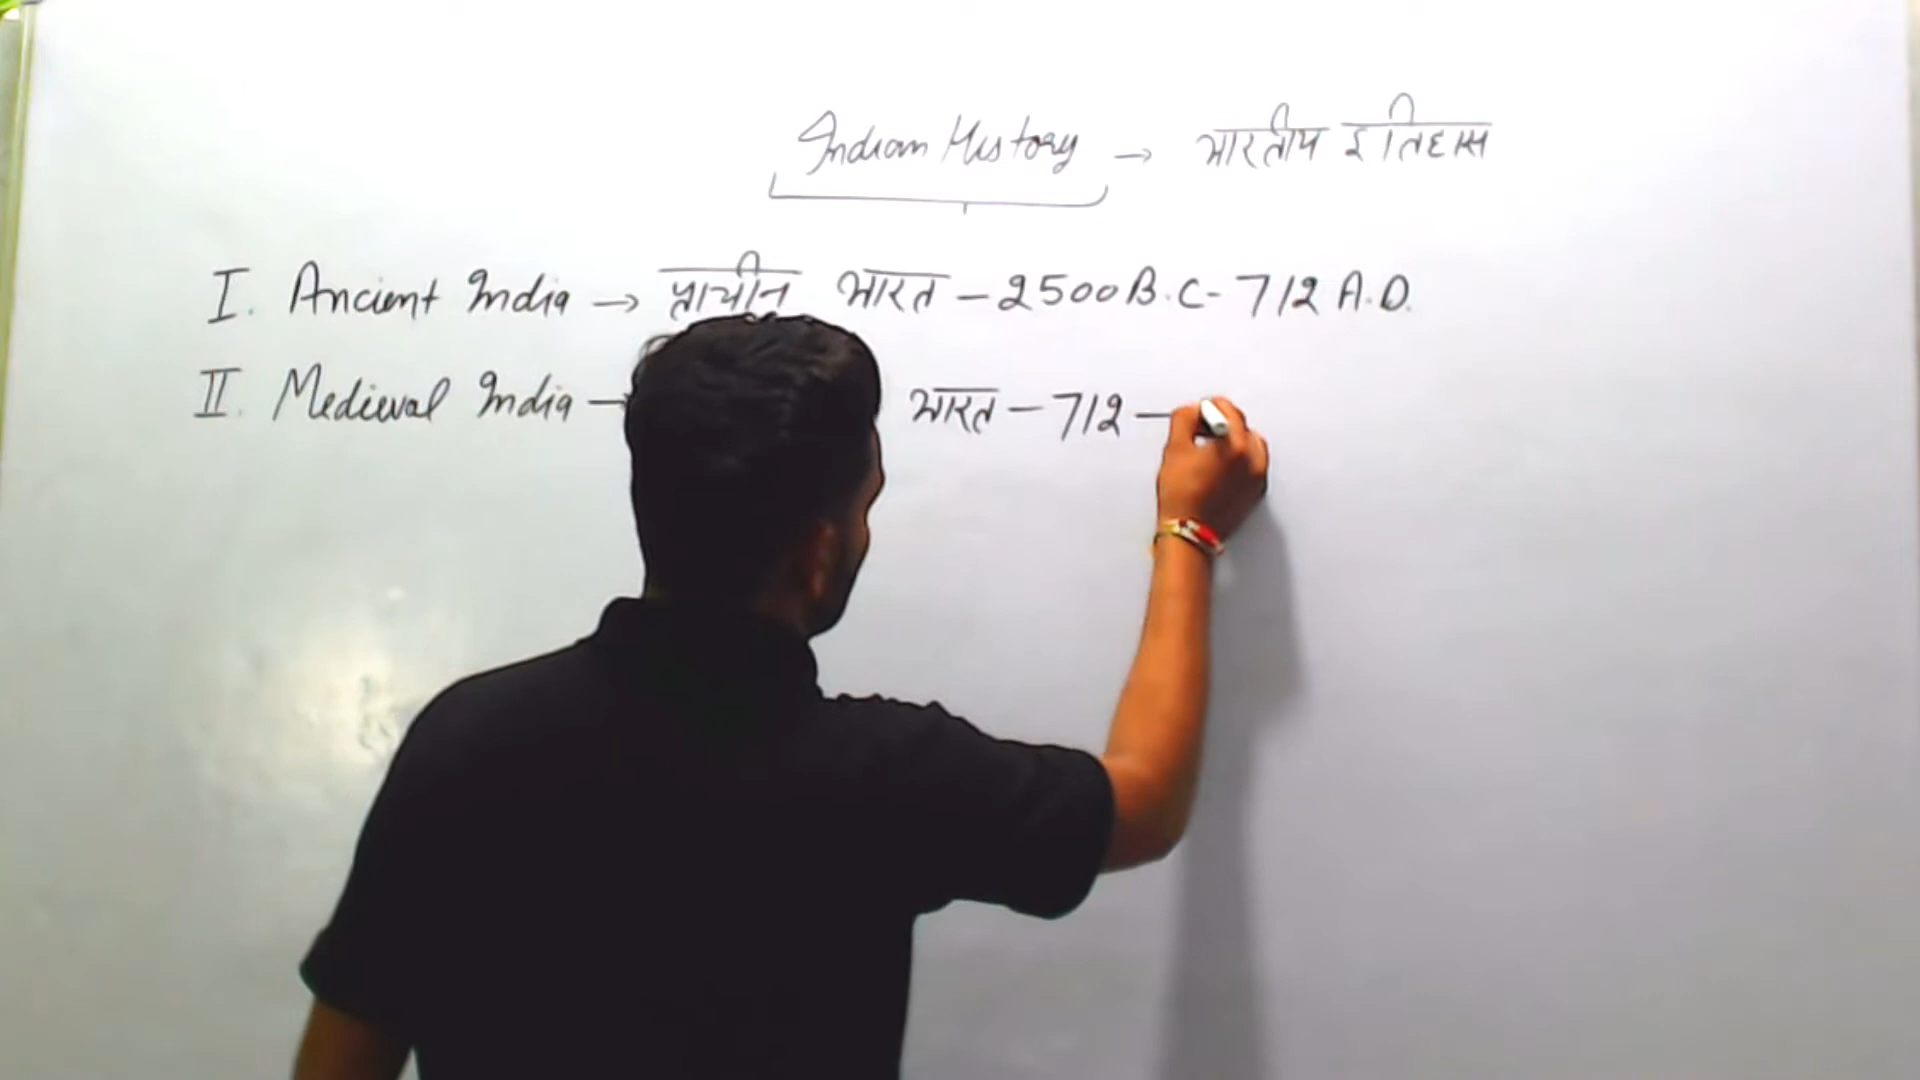 Indian History → भारतीय इतिहास
I. Ancient India → प्राचीन भारत - 2500 B.C - 712 A.D.
II. Medieval India - भारत - 712 -